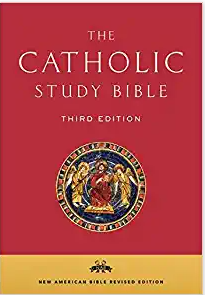 THE
CATHOLIC
STUDY BIBLE
THIRD EDITION
NEW AMERICAN BIBLE REVISED EDITION